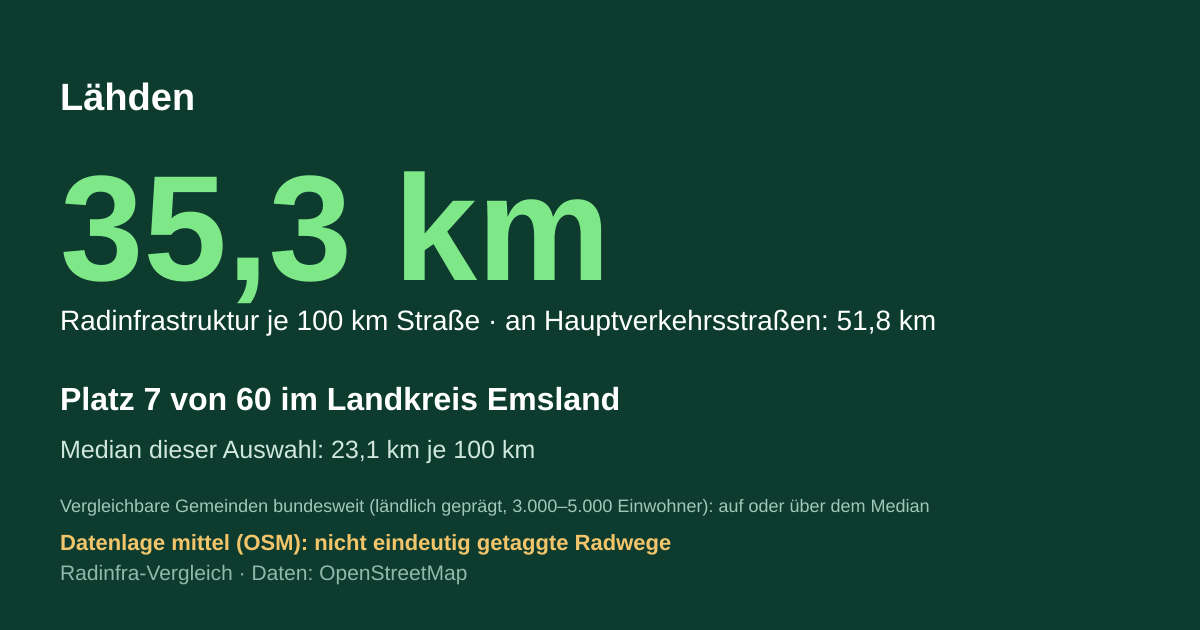 Lähden
35,3 km
Radinfrastruktur je 100 km Straße · an Hauptverkehrsstraßen: 51,8 km
Platz 7 von 60 im Landkreis Emsland
Median dieser Auswahl: 23,1 km je 100 km
Vergleichbare Gemeinden bundesweit (ländlich geprägt, 3.000–5.000 Einwohner): auf oder über dem Median
Datenlage mittel (OSM): nicht eindeutig getaggte Radwege
Radinfra-Vergleich · Daten: OpenStreetMap